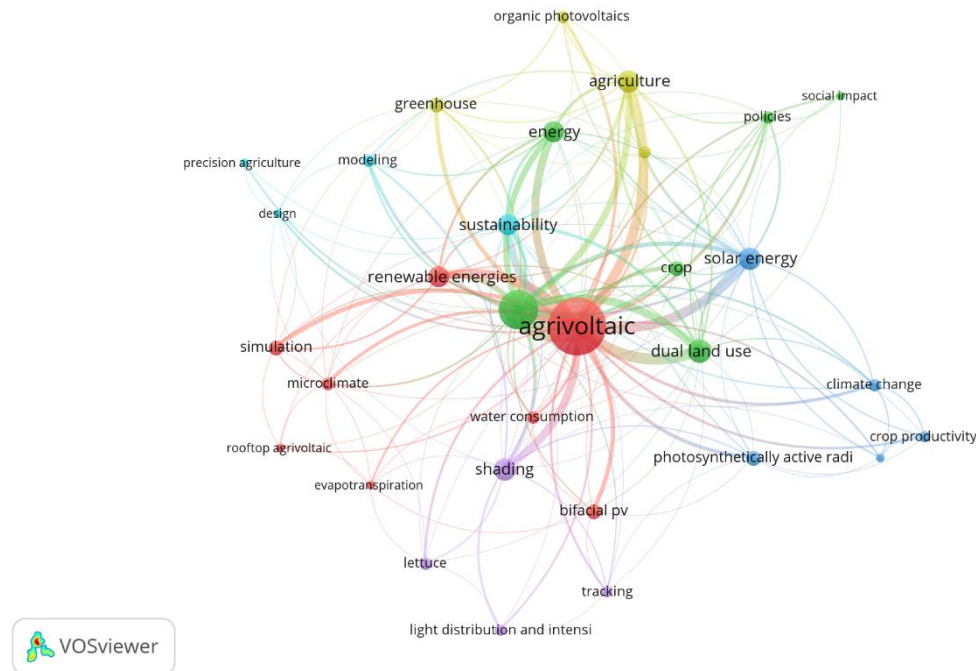 organic photovoltaics
agriculture
social impact
greenhouse
policies
energy
precision agriculture
modeling
design
sustainability
solar energy
crop
renewable energies
agrivoltaic
simulation
dual land use
microclimate
climate change
water consumption
crop productivity
rooftop agrivoltaic
photosynthetically active radi
shading
evapotranspiration
bifacial pv
lettuce
tracking
light distribution and intensi
VOSviewer